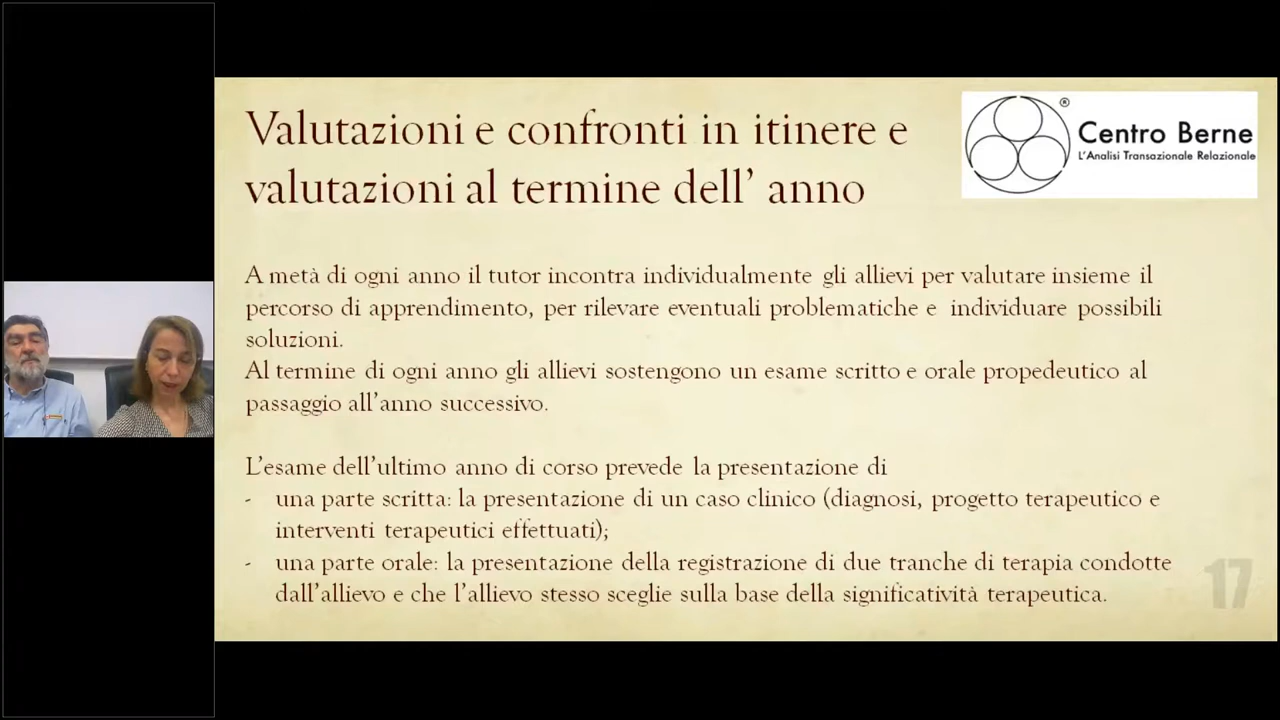 Valutazioni e confronti in itinere e
valutazioni al termine dell' anno
®
Centro Berne
L'Analisi Transazionale Relazionale
A metà di ogni anno il tutor incontra individualmente gli allievi per valutare insieme il
percorso di apprendimento, per rilevare eventuali problematiche e individuare possibili
soluzioni.
Al termine di ogni anno gli allievi sostengono un esame scritto e orale propedeutico al
passaggio all'anno successivo.
L'esame dell'ultimo anno di corso prevede la presentazione di
- una parte scritta: la presentazione di un caso clinico (diagnosi, progetto terapeutico e
interventi terapeutici effettuati);
- una parte orale: la presentazione della registrazione di due tranche di terapia condotte
dall'allievo e che l'allievo stesso sceglie sulla base della significatività terapeutica.
17